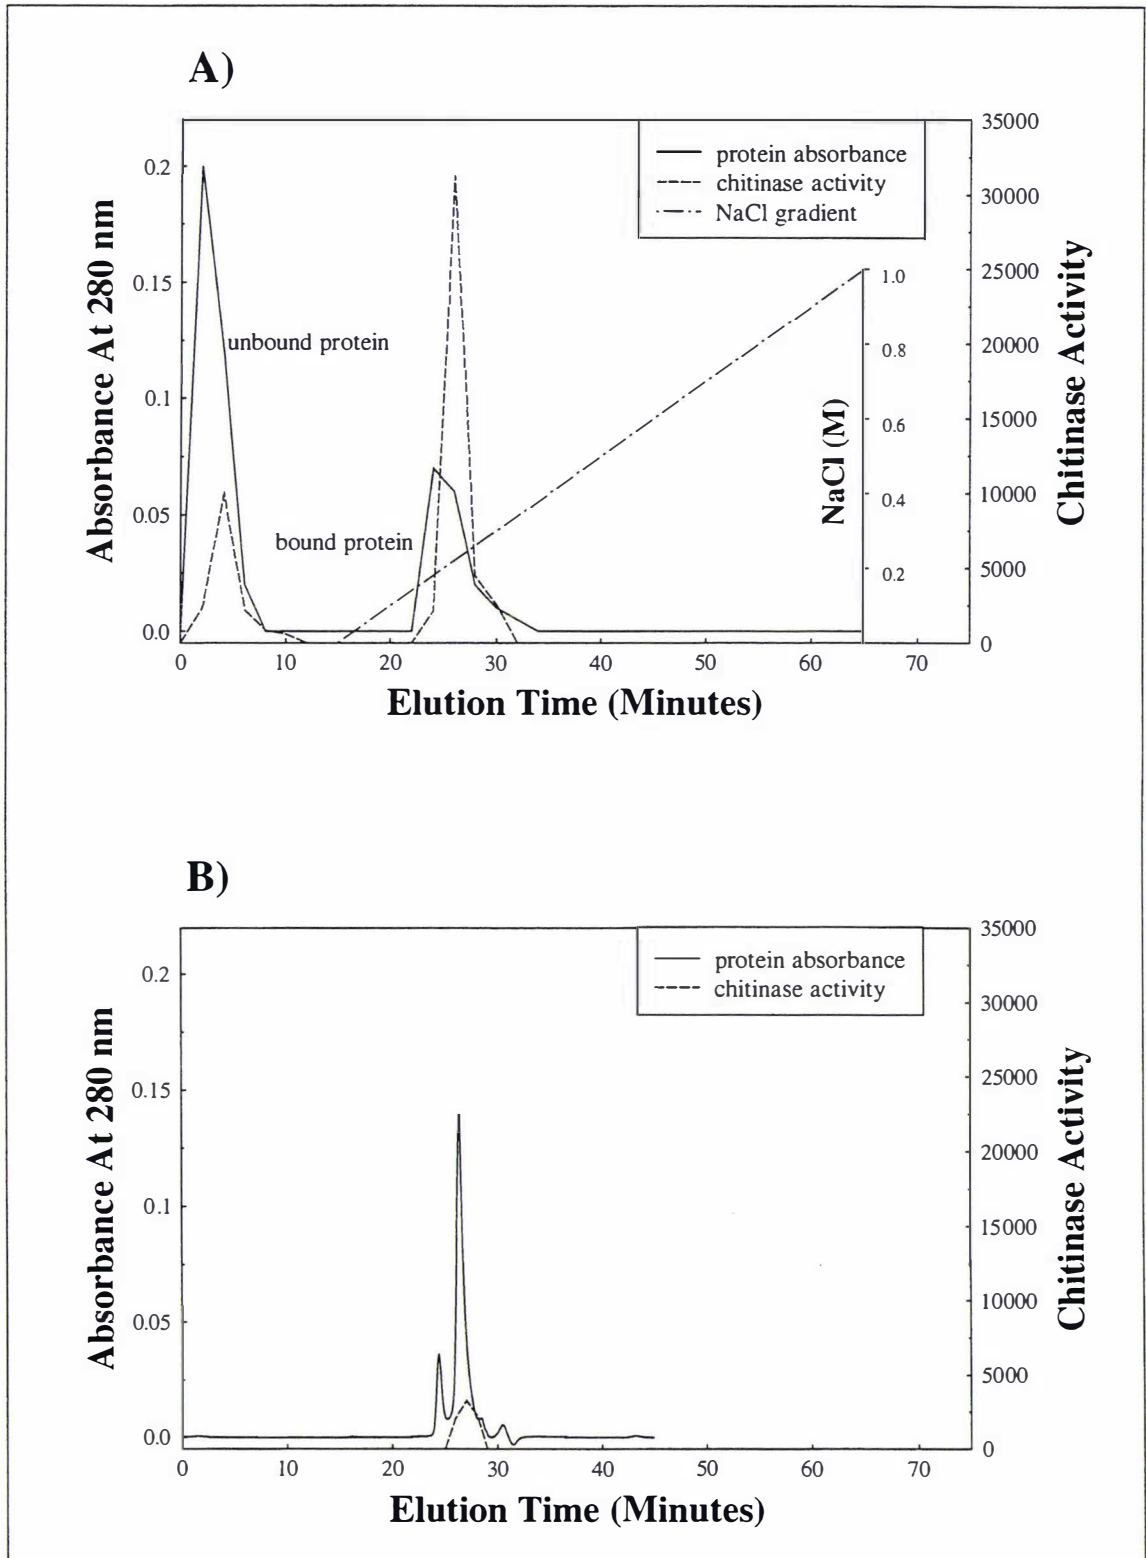 A)
protein absorbance
chitinase activity
NaCl gradient
35000
30000
25000
20000
15000
10000
5000
0
Chitinase Activity
0.2
0.15
0.1
0.05
0.0
Absorbance At 280 nm
unbound protein
bound protein
1.0
0.8
0.6
0.4
0.2
NaCl (M)
0 10 20 30 40 50 60 70
Elution Time (Minutes)
B)
protein absorbance
chitinase activity
35000
30000
25000
20000
15000
10000
5000
0
Chitinase Activity
0.2
0.15
0.1
0.05
0.0
Absorbance At 280 nm
0 10 20 30 40 50 60 70
Elution Time (Minutes)